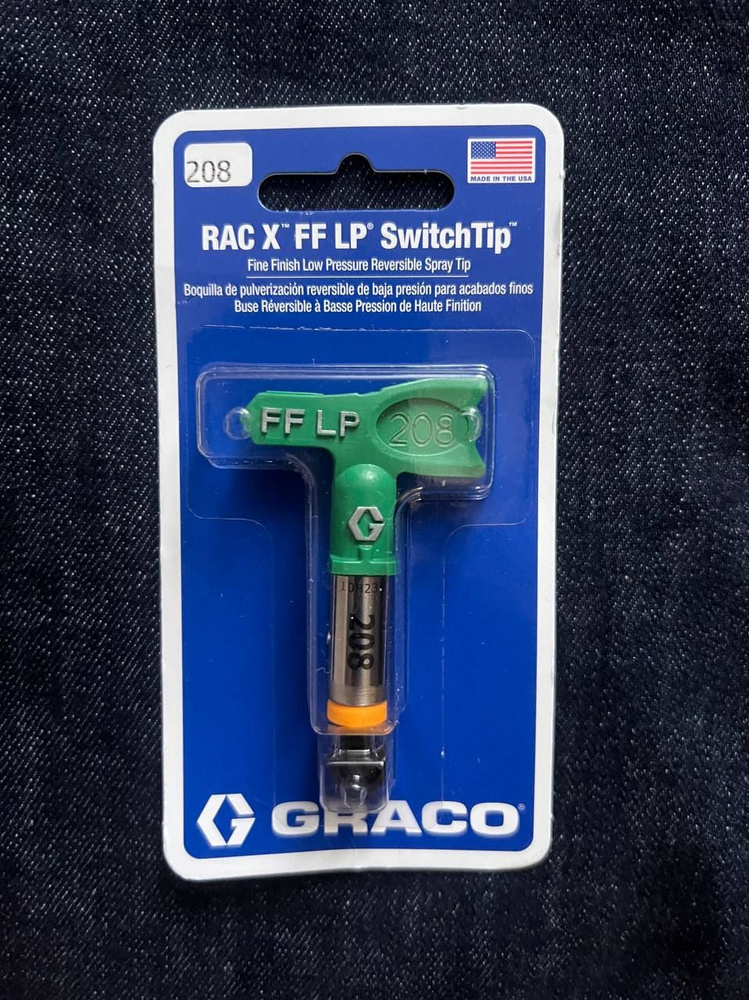 208
MADE IN THE USA
RAC X™ FF LP® SwitchTip™
Fine Finish Low Pressure Reversible Spray Tip
Boquilla de pulverización reversible de baja presión para acabados finos
Buse Réversible à Basse Pression de Haute Finition
FF LP 208
G
208
G GRACO®